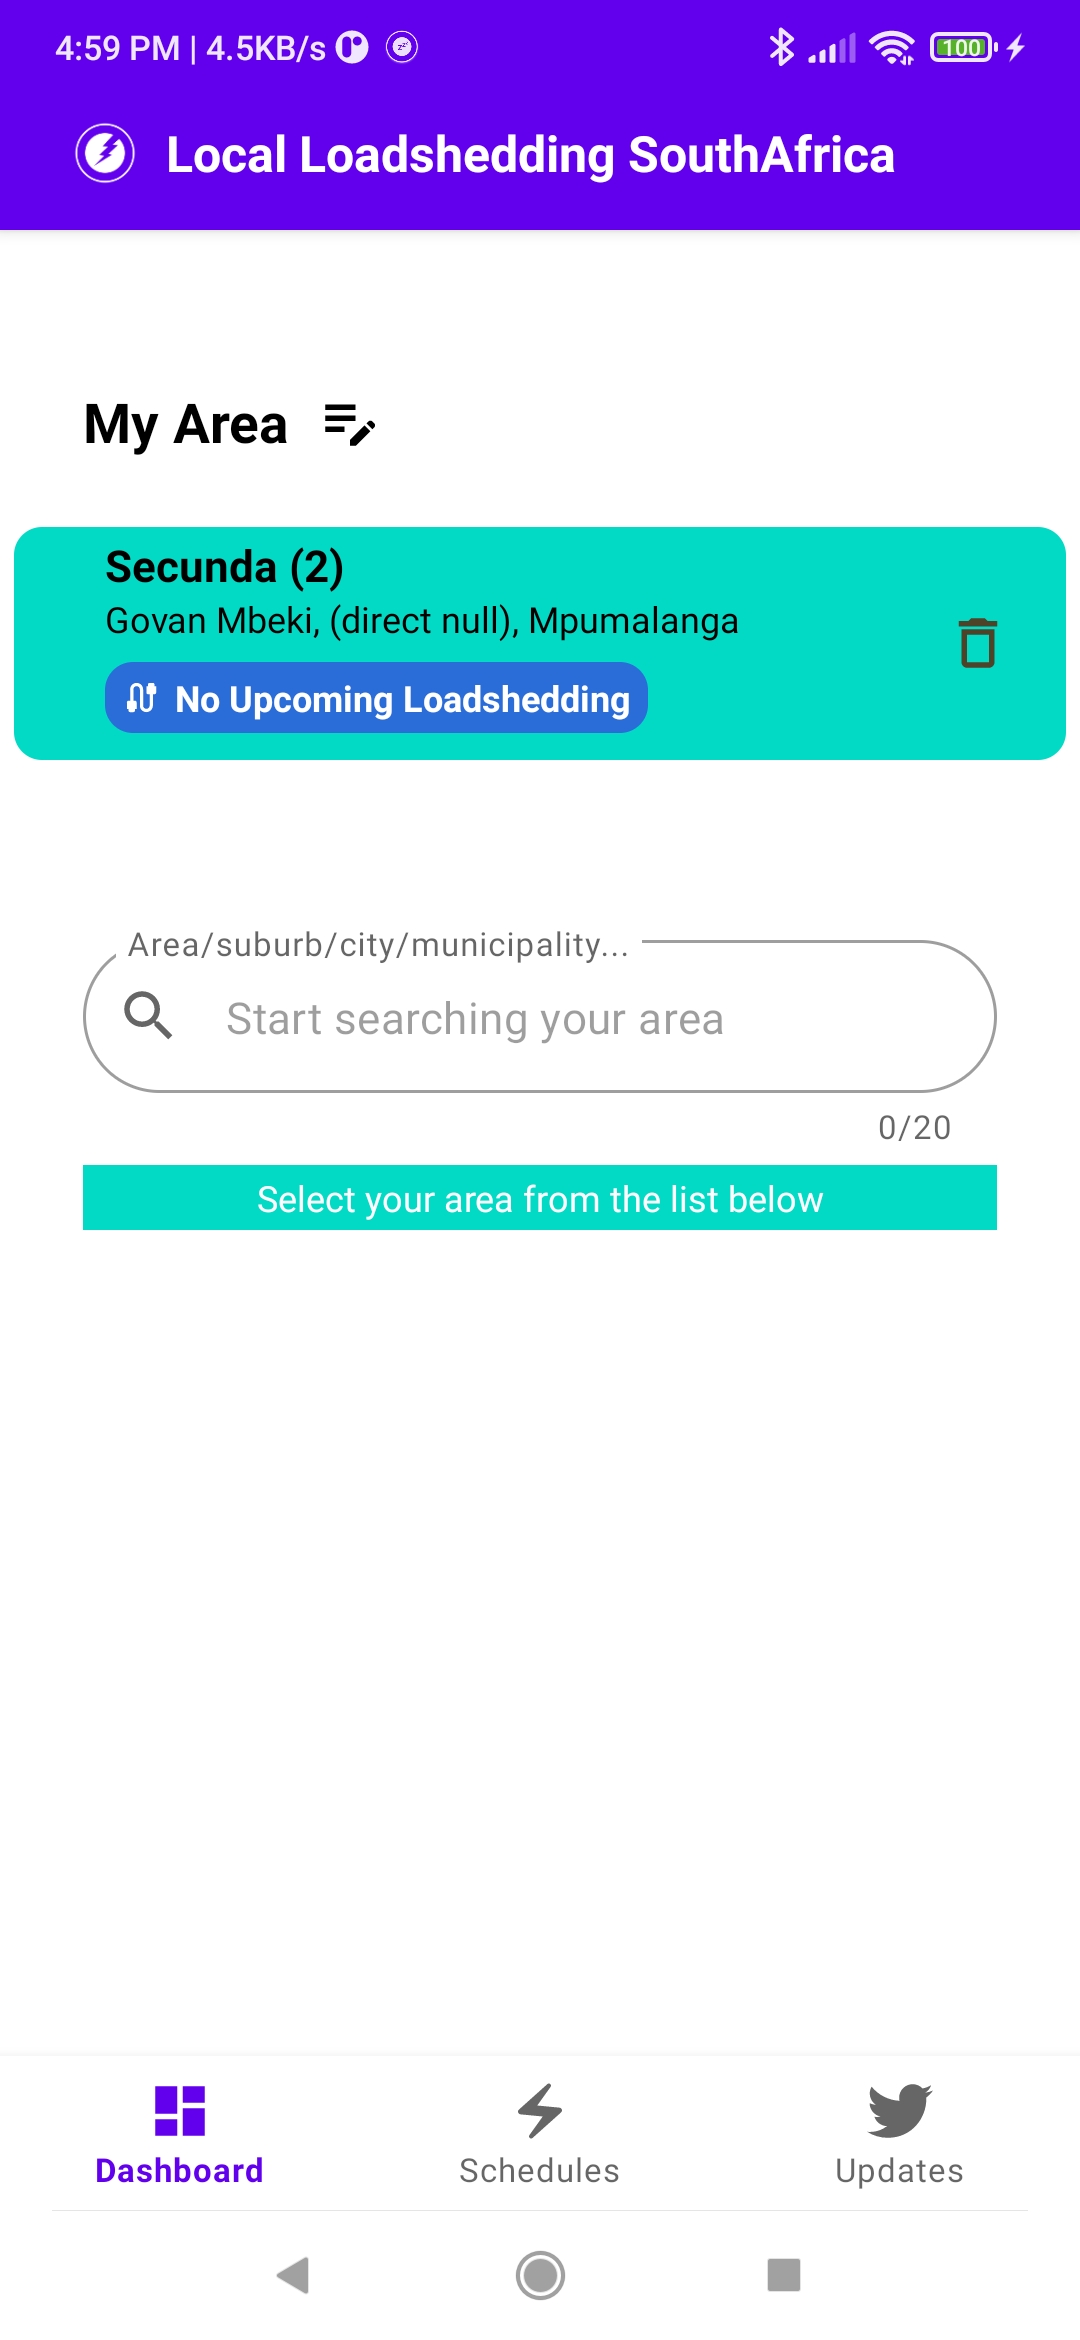 4:59 PM | 4.5KB/s
100
Local Loadshedding SouthAfrica
My Area
Secunda (2)
Govan Mbeki, (direct null), Mpumalanga
No Upcoming Loadshedding
Area/suburb/city/municipality...
Start searching your area
0/20
Select your area from the list below
Dashboard
Schedules
Updates